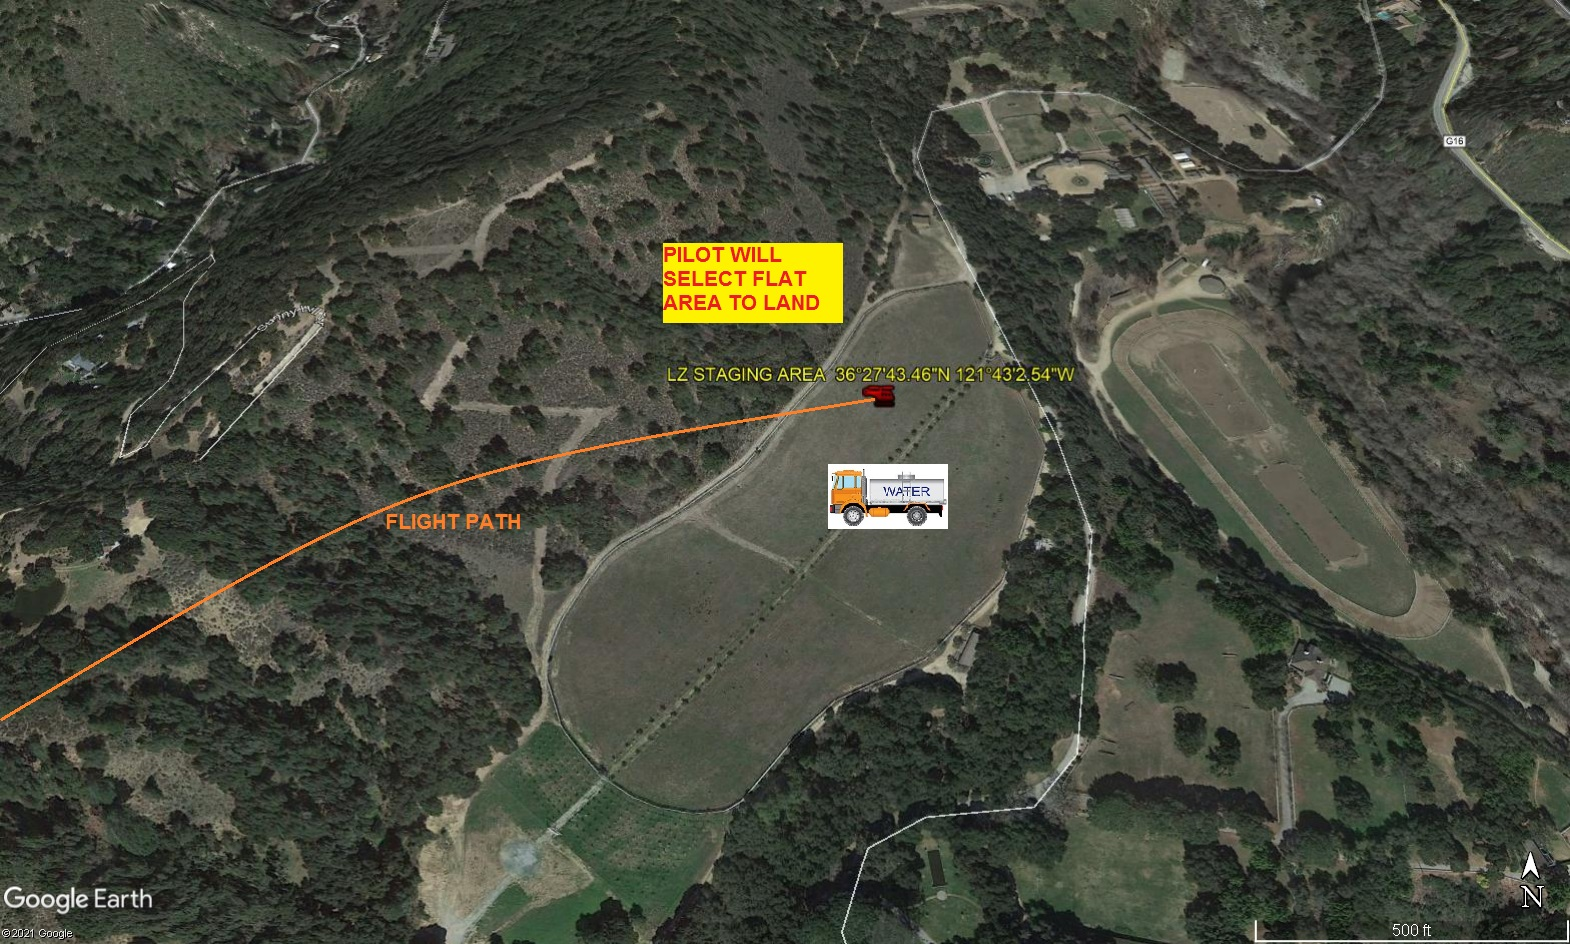 G16
PILOT WILL
SELECT FLAT
AREA TO LAND
LZ STAGING AREA 36°27'43.46"N 121°43'2.54"W
WATER
FLIGHT PATH
Google Earth
©2021 Google
N
500 ft